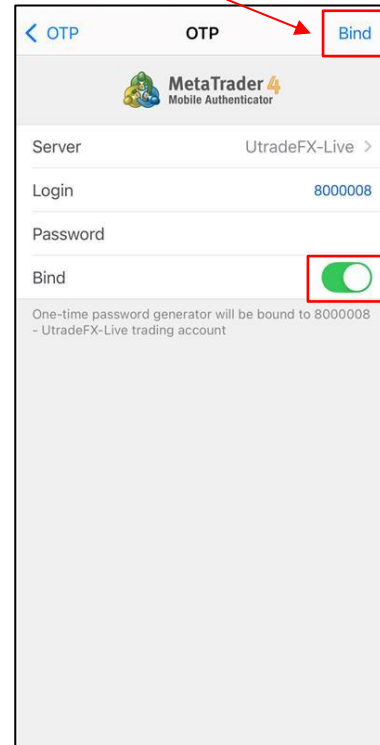 OTP OTP Bind
MetaTrader 4
Mobile Authenticator
Server UtradeFX-Live
Login 8000008
Password
Bind
One-time password generator will be bound to 8000008
- UtradeFX-Live trading account